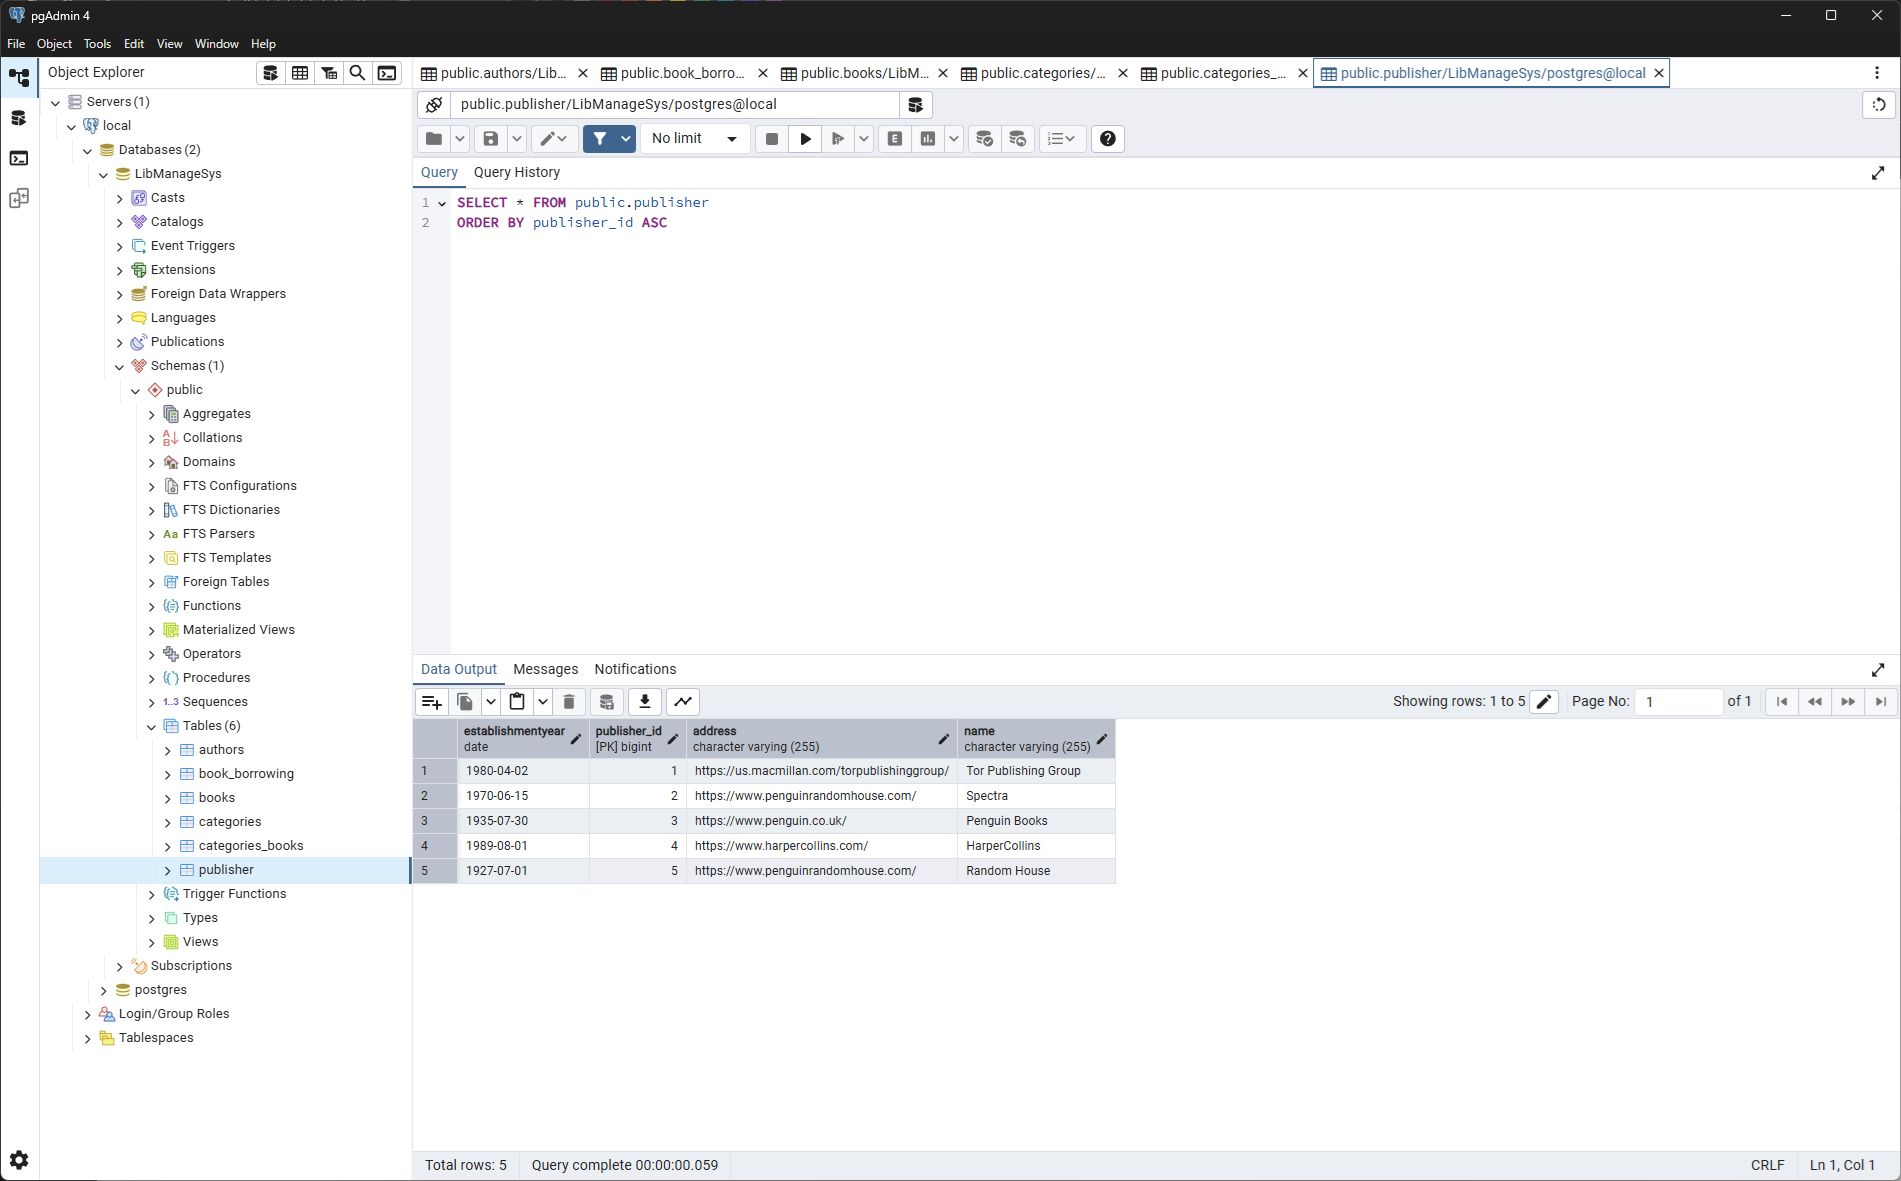 pgAdmin 4
File Object Tools Edit View Window Help
Object Explorer
Servers (1)
local
Databases (2)
LibManageSys
Casts
Catalogs
Event Triggers
Extensions
Foreign Data Wrappers
Languages
Publications
Schemas (1)
public
Aggregates
Collations
Domains
FTS Configurations
FTS Dictionaries
Aa FTS Parsers
FTS Templates
Foreign Tables
Functions
Materialized Views
Operators
Procedures
1..3 Sequences
Tables (6)
authors
book_borrowing
books
categories
categories_books
publisher
Trigger Functions
Types
Views
Subscriptions
postgres
Login/Group Roles
Tablespaces
public.authors/Lib... public.book_borro... public.books/LibM... public.categories/... public.categories_... public.publisher/LibManageSys/postgres@local
public.publisher/LibManageSys/postgres@local
No limit E
Query Query History
1 SELECT * FROM public.publisher
2 ORDER BY publisher_id ASC
Data Output Messages Notifications
Showing rows: 1 to 5 Page No: 1 of 1
establishmentyear publisher_id address name
date [PK] bigint character varying (255) character varying (255)
1 1980-04-02 1 https://us.macmillan.com/torpublishinggroup/ Tor Publishing Group
2 1970-06-15 2 https://www.penguinrandomhouse.com/ Spectra
3 1935-07-30 3 https://www.penguin.co.uk/ Penguin Books
4 1989-08-01 4 https://www.harpercollins.com/ HarperCollins
5 1927-07-01 5 https://www.penguinrandomhouse.com/ Random House
Total rows: 5 Query complete 00:00:00.059 CRLF Ln 1, Col 1